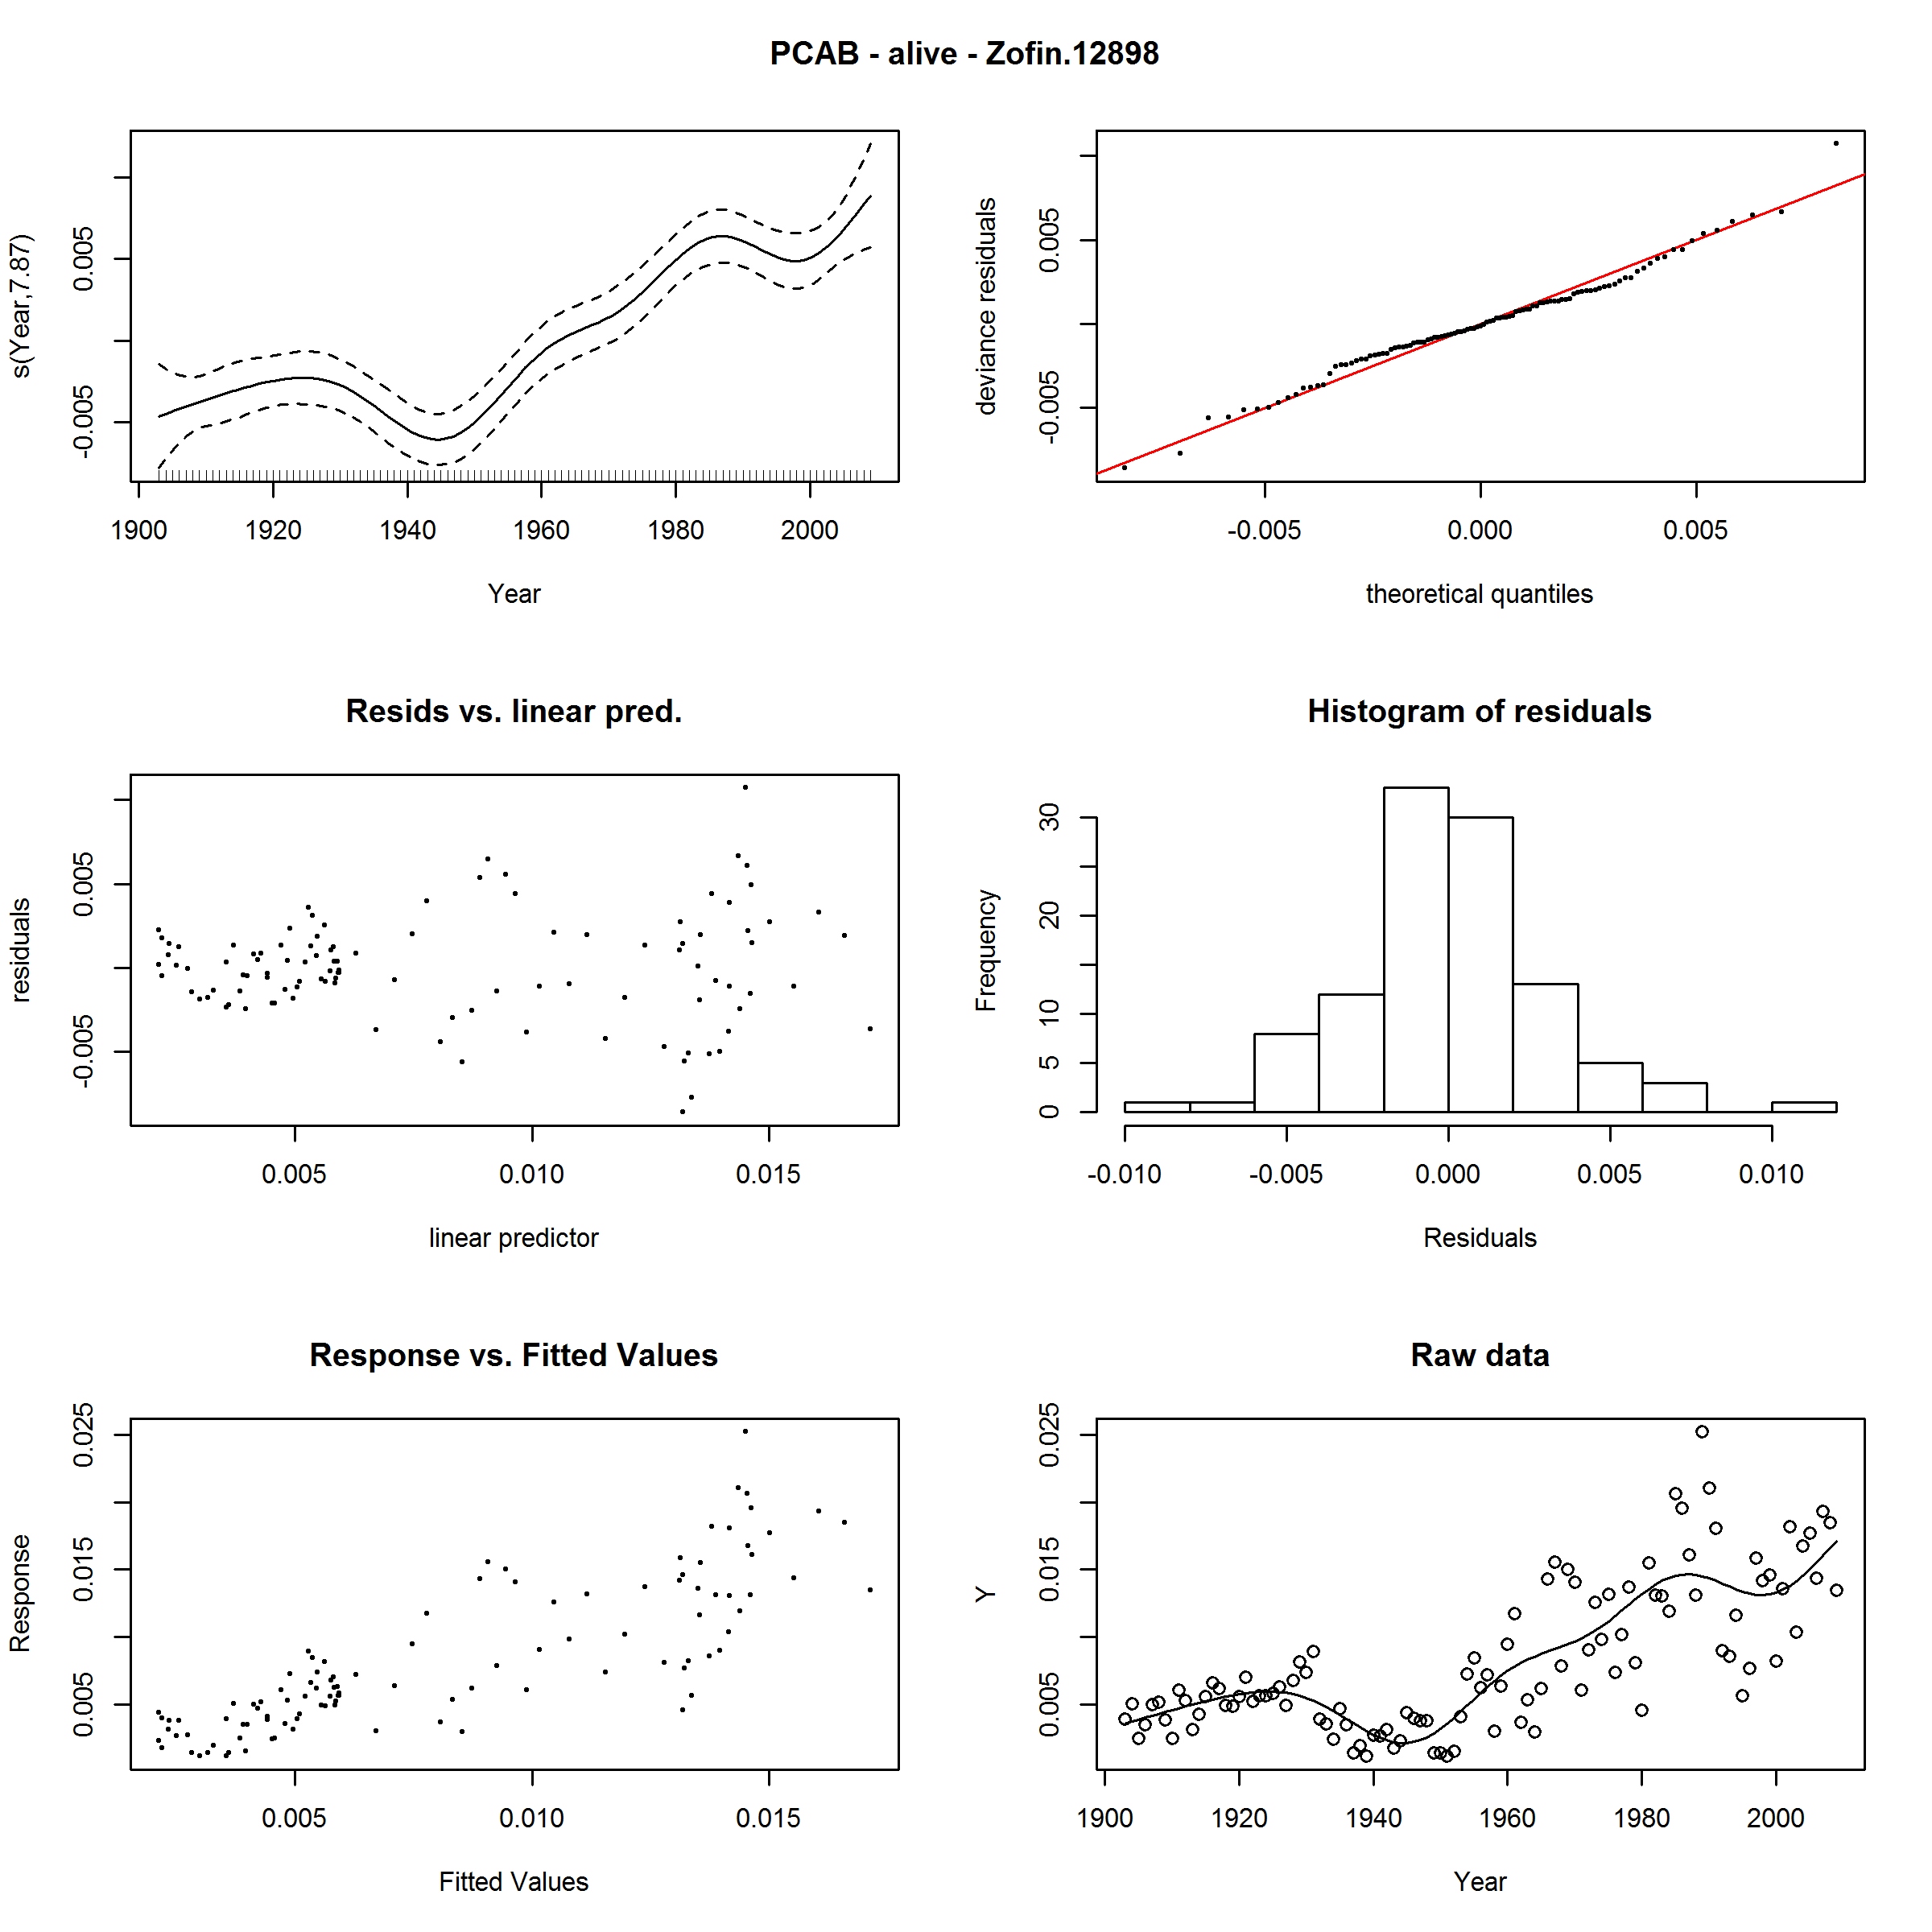 PCAB - alive - Zofin.12898
s(Year,7.87)
-0.005 0.005
1900 1920 1940 1960 1980 2000
Year
deviance residuals
-0.005 0.005
-0.005 0.000 0.005
theoretical quantiles
Resids vs. linear pred.
residuals
-0.005 0.005
0.005 0.010 0.015
linear predictor
Histogram of residuals
Frequency
0 5 10 20 30
-0.010 -0.005 0.000 0.005 0.010
Residuals
Response vs. Fitted Values
Response
0.005 0.015 0.025
0.005 0.010 0.015
Fitted Values
Raw data
Y
0.005 0.015 0.025
1900 1920 1940 1960 1980 2000
Year